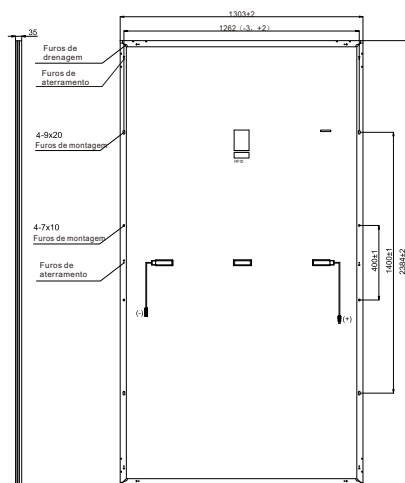 1303±2
1262（-3，+2）
35
Furos de
drenagem
Furos de
aterramento
4-9x20
Furos de montagem
4-7x10
Furos de montagem
Furos de
aterramento
(-)
(+)
400±1
1400±1
2384±2